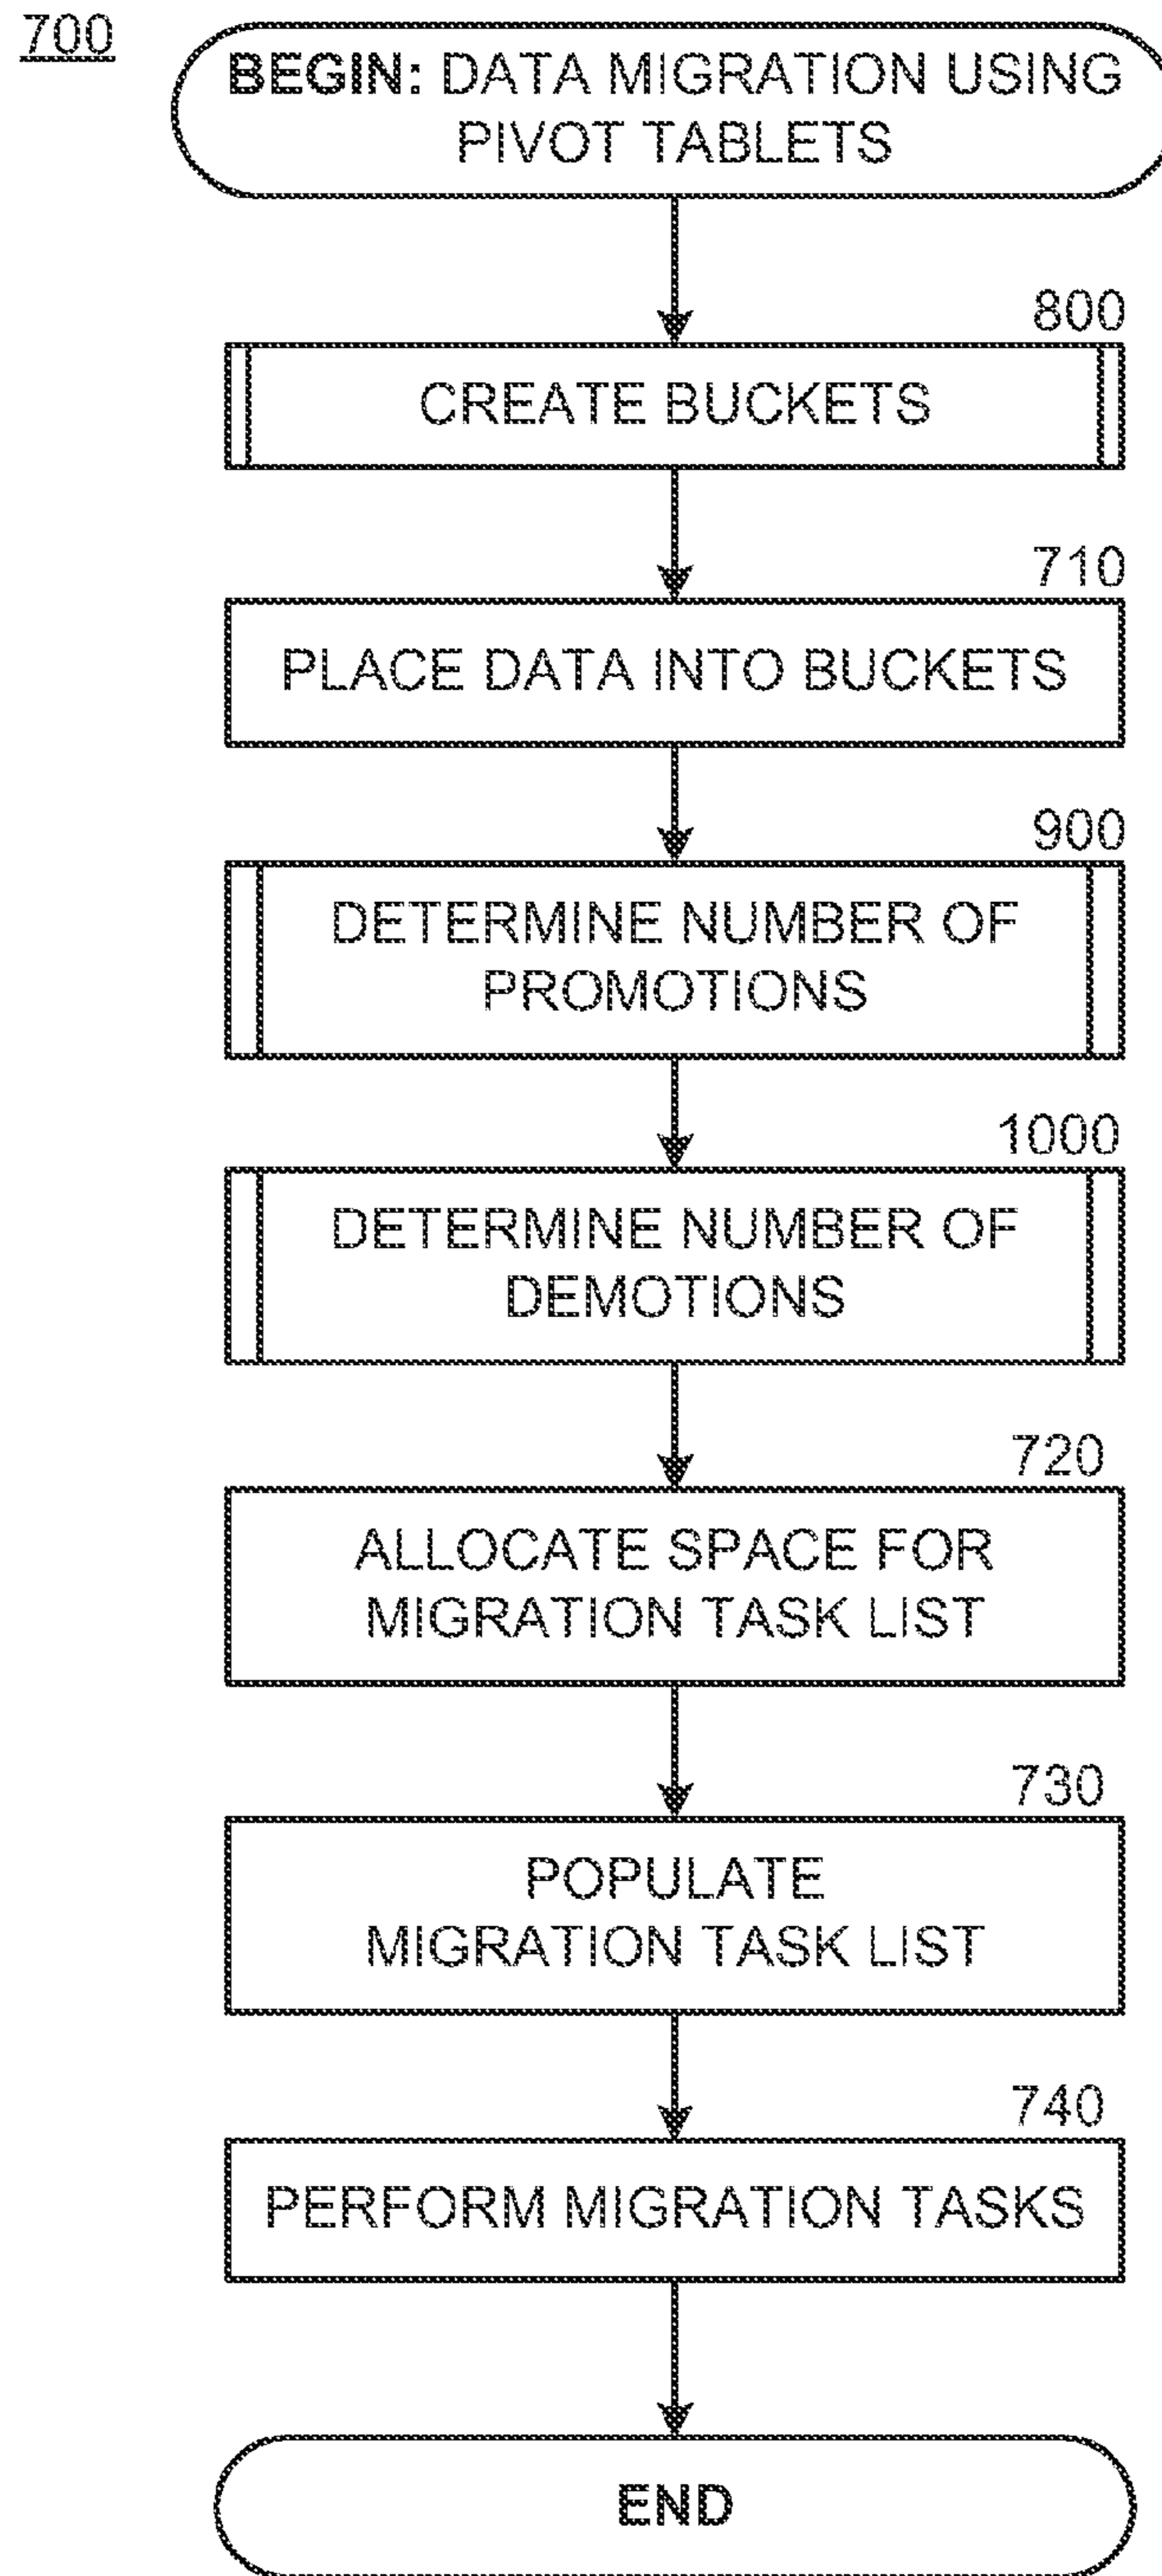 700
BEGIN: DATA MIGRATION USING
PIVOT TABLETS
800
CREATE BUCKETS
710
PLACE DATA INTO BUCKETS
900
DETERMINE NUMBER OF
PROMOTIONS
1000
DETERMINE NUMBER OF
DEMOTIONS
720
ALLOCATE SPACE FOR
MIGRATION TASK LIST
730
POPULATE
MIGRATION TASK LIST
740
PERFORM MIGRATION TASKS
END